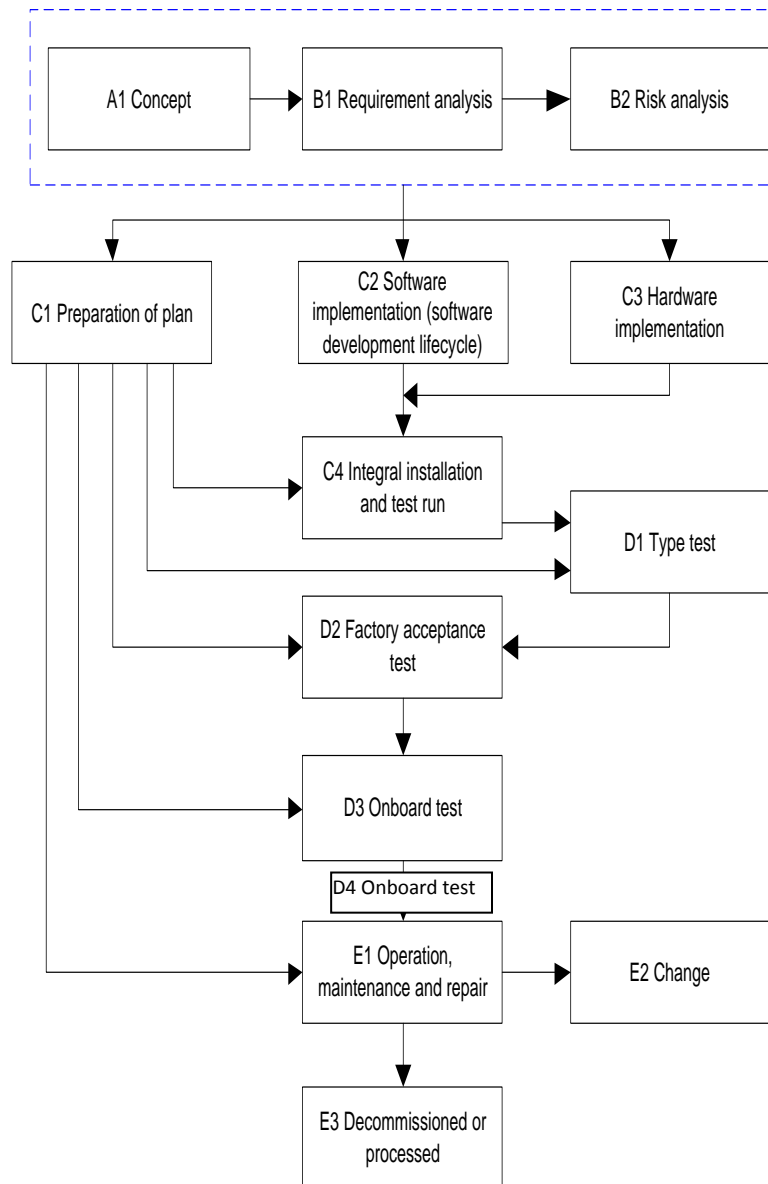 A1 Concept
B1 Requirement analysis
B2 Risk analysis
C1 Preparation of plan
C2 Software
implementation (software
development lifecycle)
C3 Hardware
implementation
C4 Integral installation
and test run
D1 Type test
D2 Factory acceptance
test
D3 Onboard test
D4 Onboard test
E1 Operation,
maintenance and repair
E2 Change
E3 Decommissioned or
processed